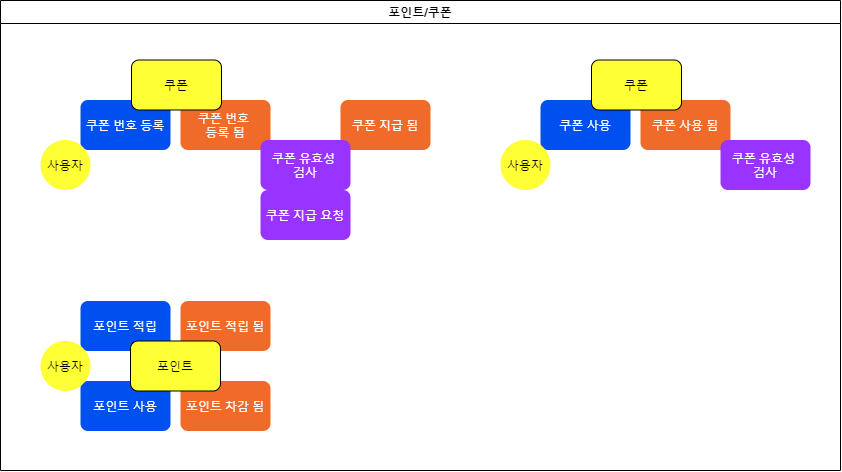 포인트/쿠폰
쿠폰
쿠폰 번호 등록
쿠폰 번호
등록 됨
쿠폰 지급 됨
사용자
쿠폰 유효성
검사
쿠폰 지급 요청
쿠폰
쿠폰 사용
쿠폰 사용 됨
사용자
쿠폰 유효성
검사
포인트 적립
포인트 적립 됨
사용자
포인트
포인트 사용
포인트 차감 됨